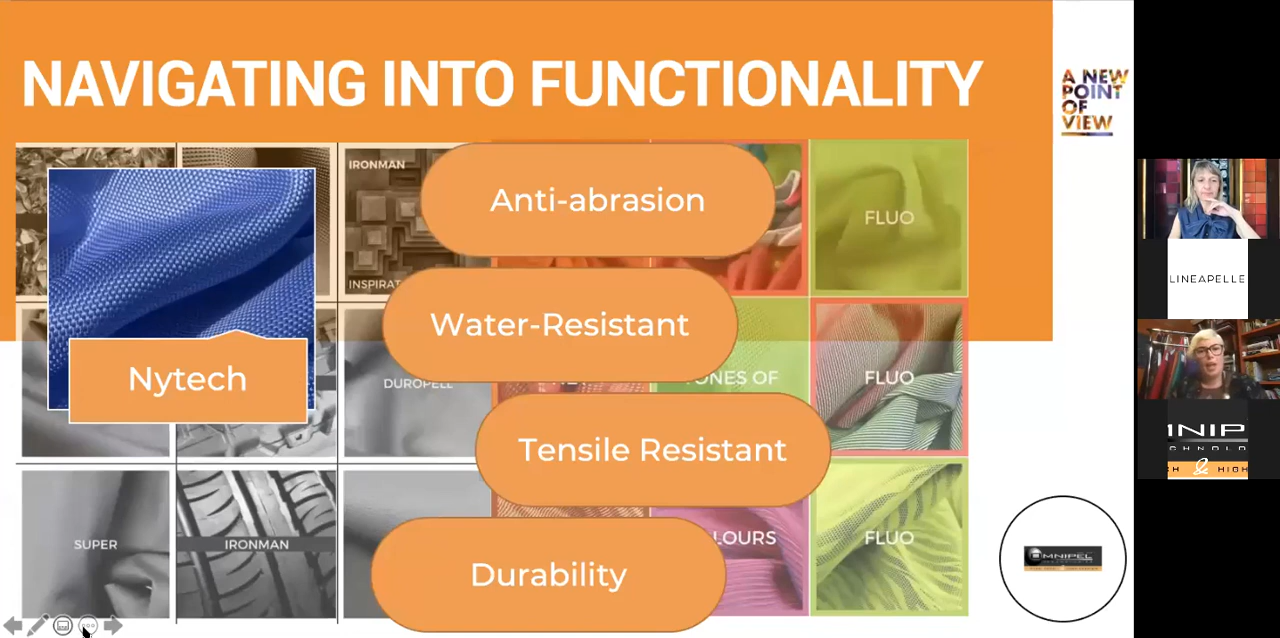 NAVIGATING INTO FUNCTIONALITY
A NEW
POINT
OF
VIEW
IRONMAN
Anti-abrasion
FLUO
LINEAPELLE
Water-Resistant
Nytech
DUROPELL
FLUO
Tensile Resistant
SUPER
IRONMAN
FLUO
Durability
OMNIPEL